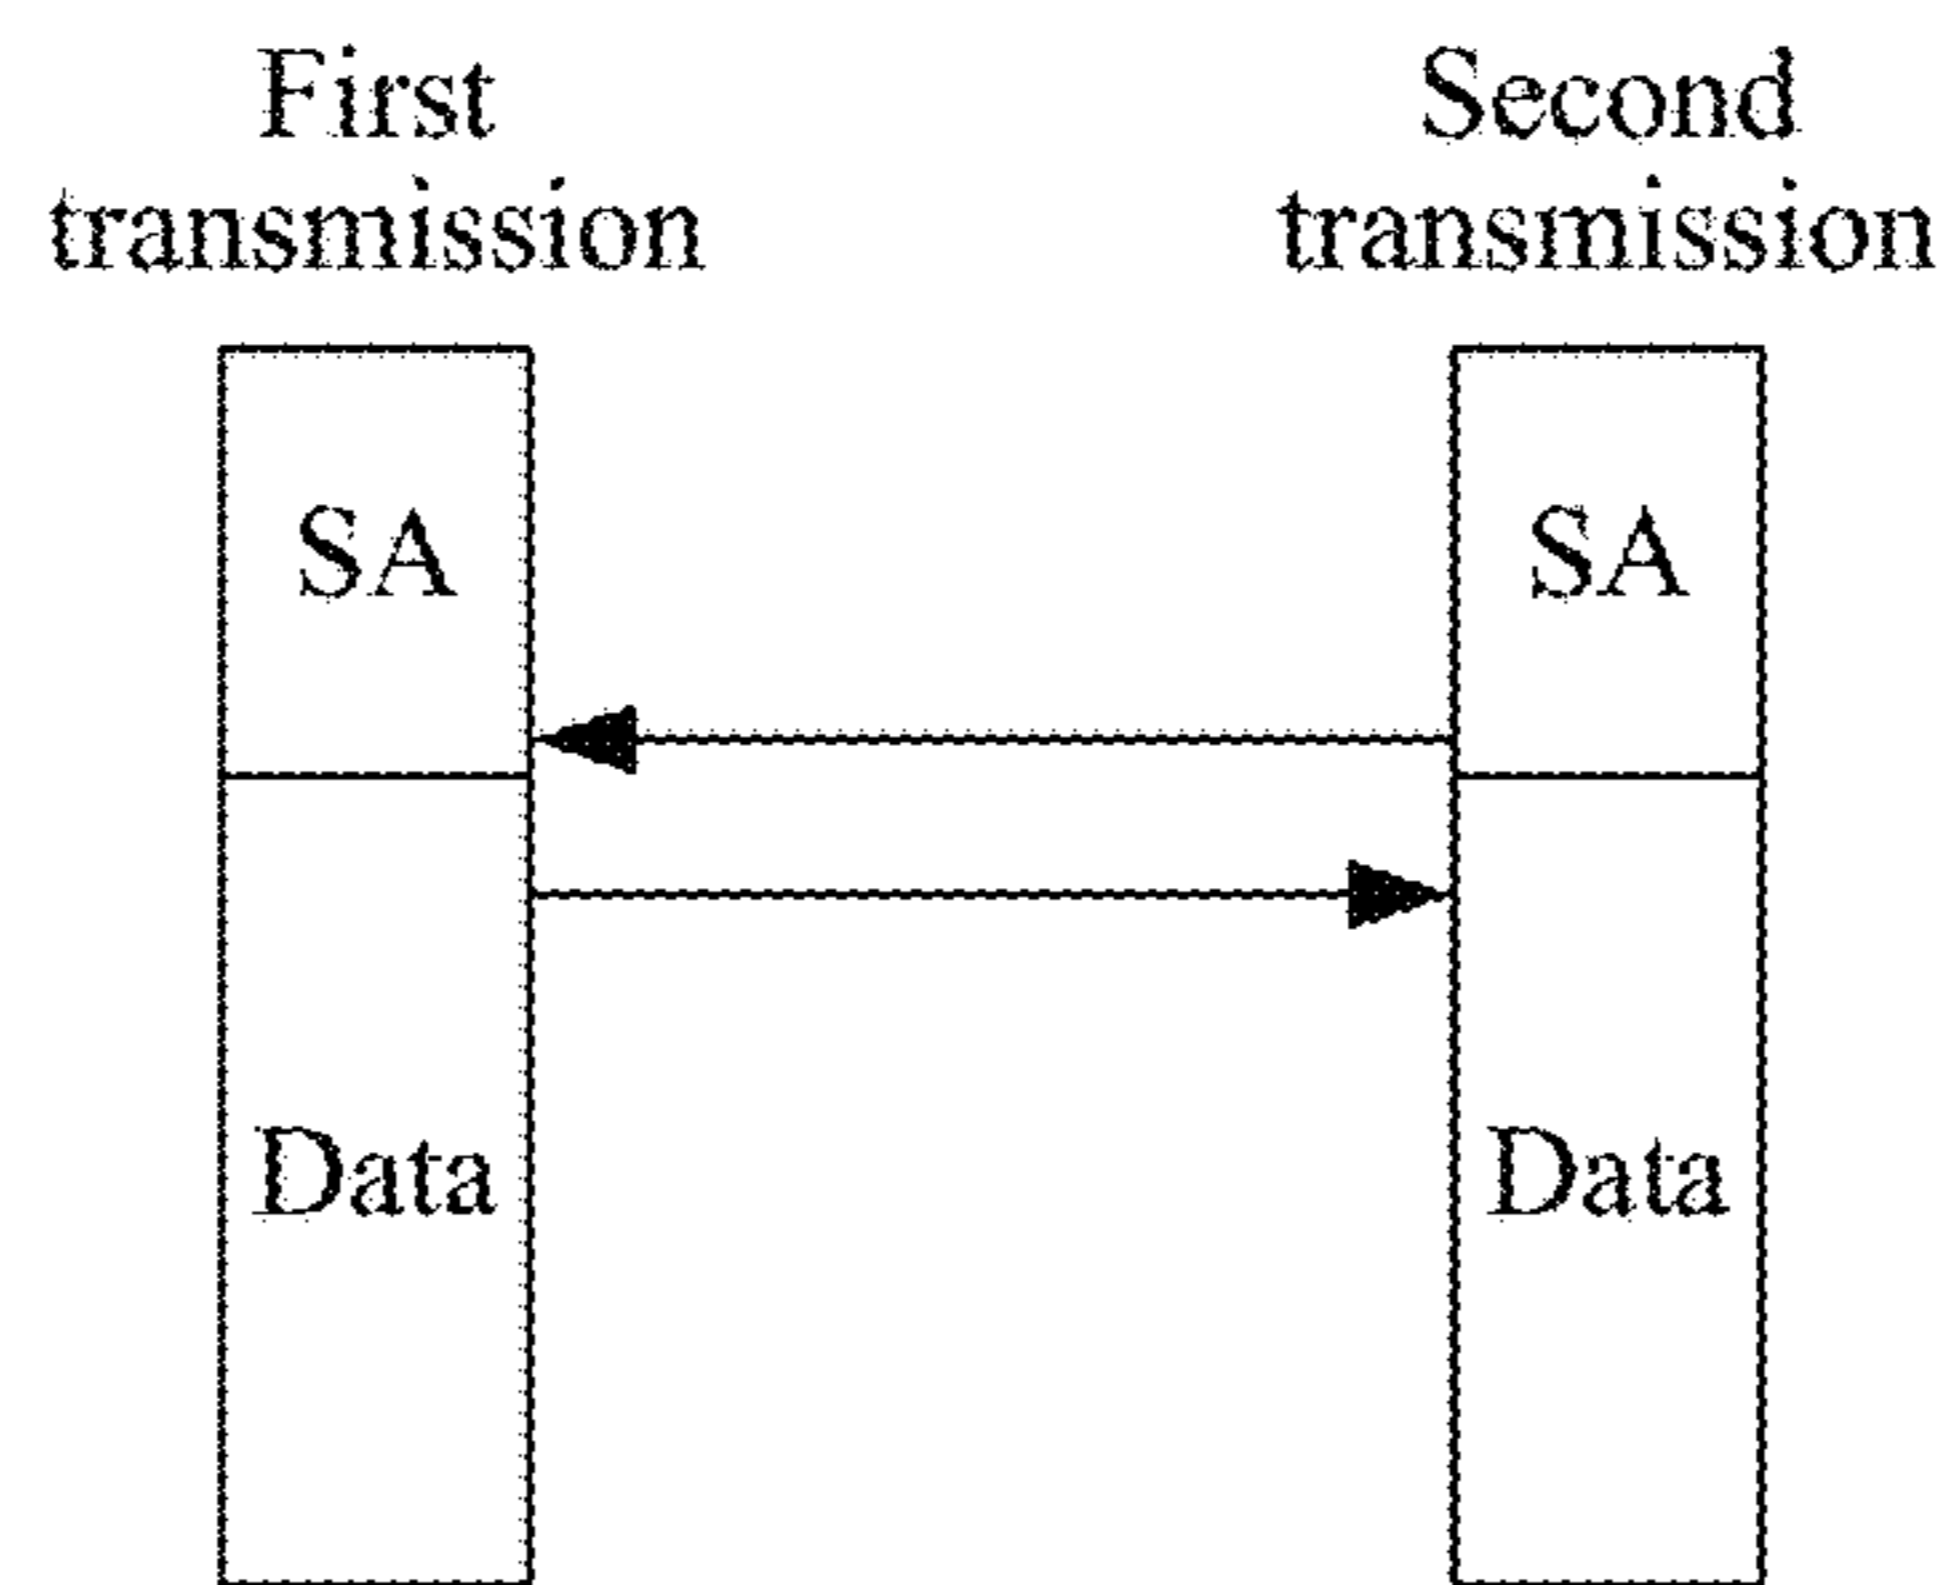 First
transmission
Second
transmission
SA
SA
Data
Data